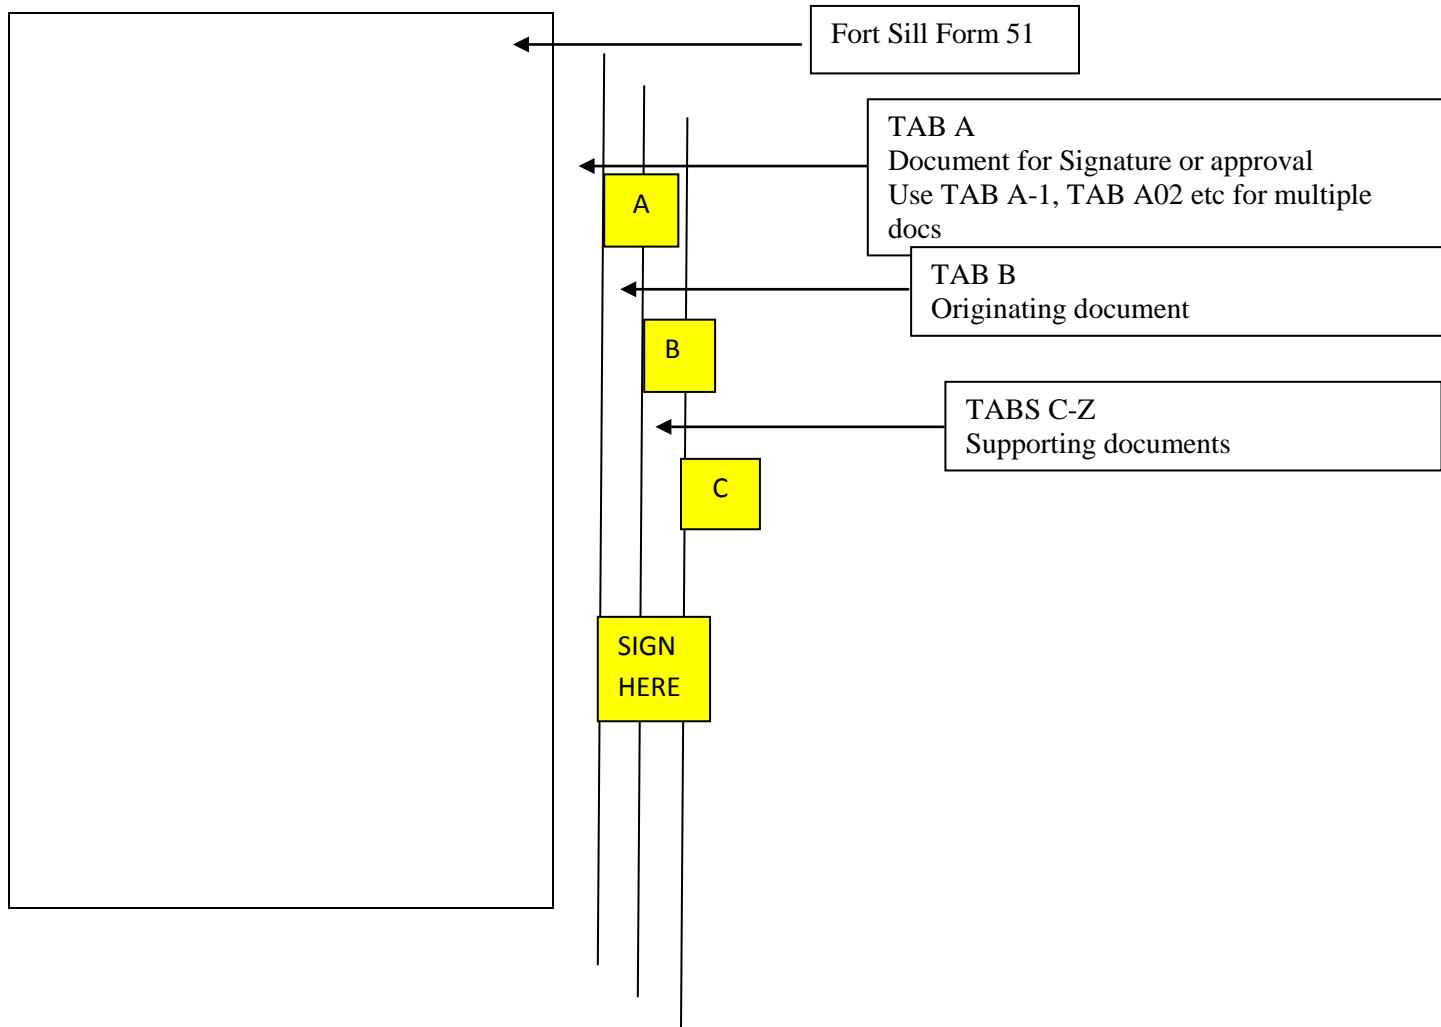 Fort Sill Form 51
TAB A
Document for Signature or approval
Use TAB A-1, TAB A02 etc for multiple
docs
A
TAB B
Originating document
B
TABS C-Z
Supporting documents
C
SIGN
HERE